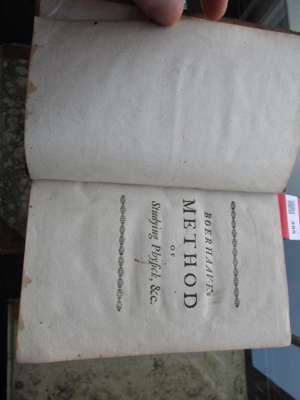 BOERHAAVE's
METHOD
OF
Studying Phyſick, &c.